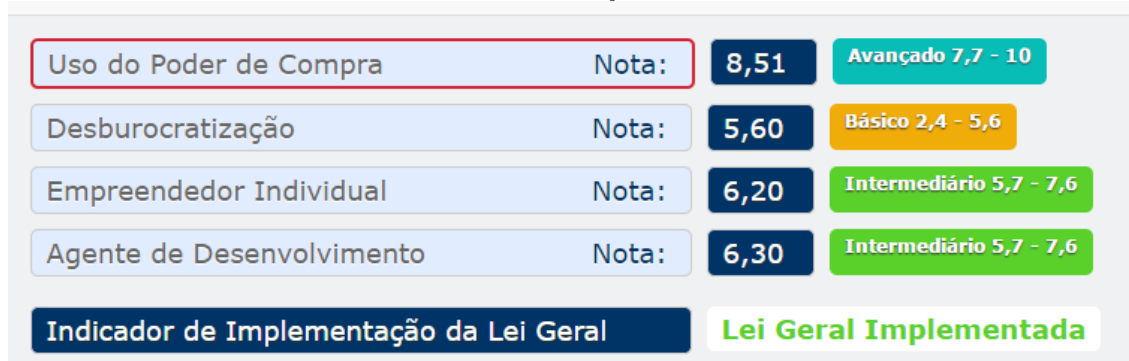 Uso do Poder de Compra Nota: 8,51 Avançado 7,7 - 10
Desburocratização Nota: 5,60 Básico 2,4 - 5,6
Empreendedor Individual Nota: 6,20 Intermediário 5,7 - 7,6
Agente de Desenvolvimento Nota: 6,30 Intermediário 5,7 - 7,6
Indicador de Implementação da Lei Geral Lei Geral Implementada